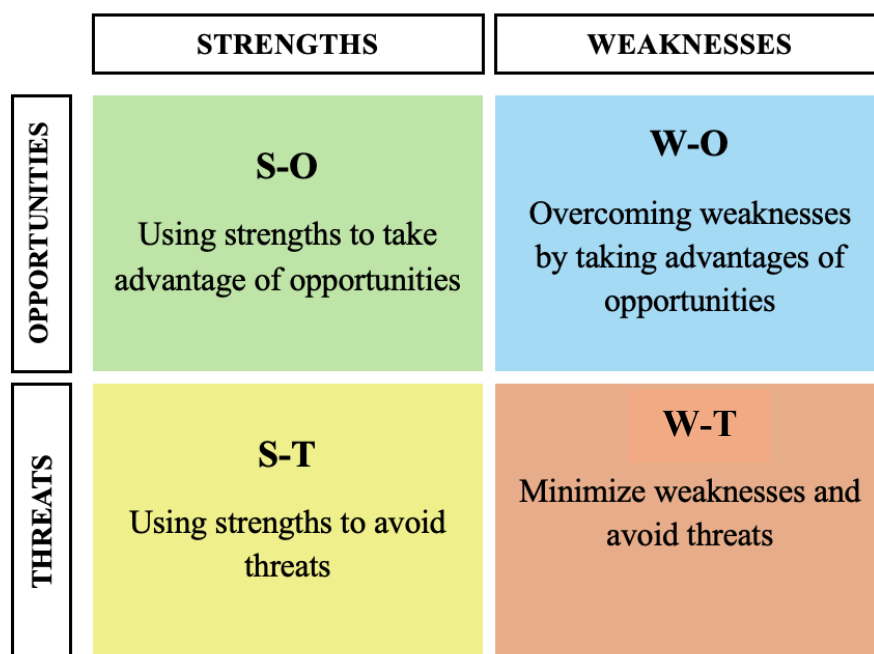 STRENGTHS
WEAKNESSES
OPPORTUNITIES
S-O
Using strengths to take
advantage of opportunities
W-O
Overcoming weaknesses
by taking advantages of
opportunities
THREATS
S-T
Using strengths to avoid
threats
W-T
Minimize weaknesses and
avoid threats